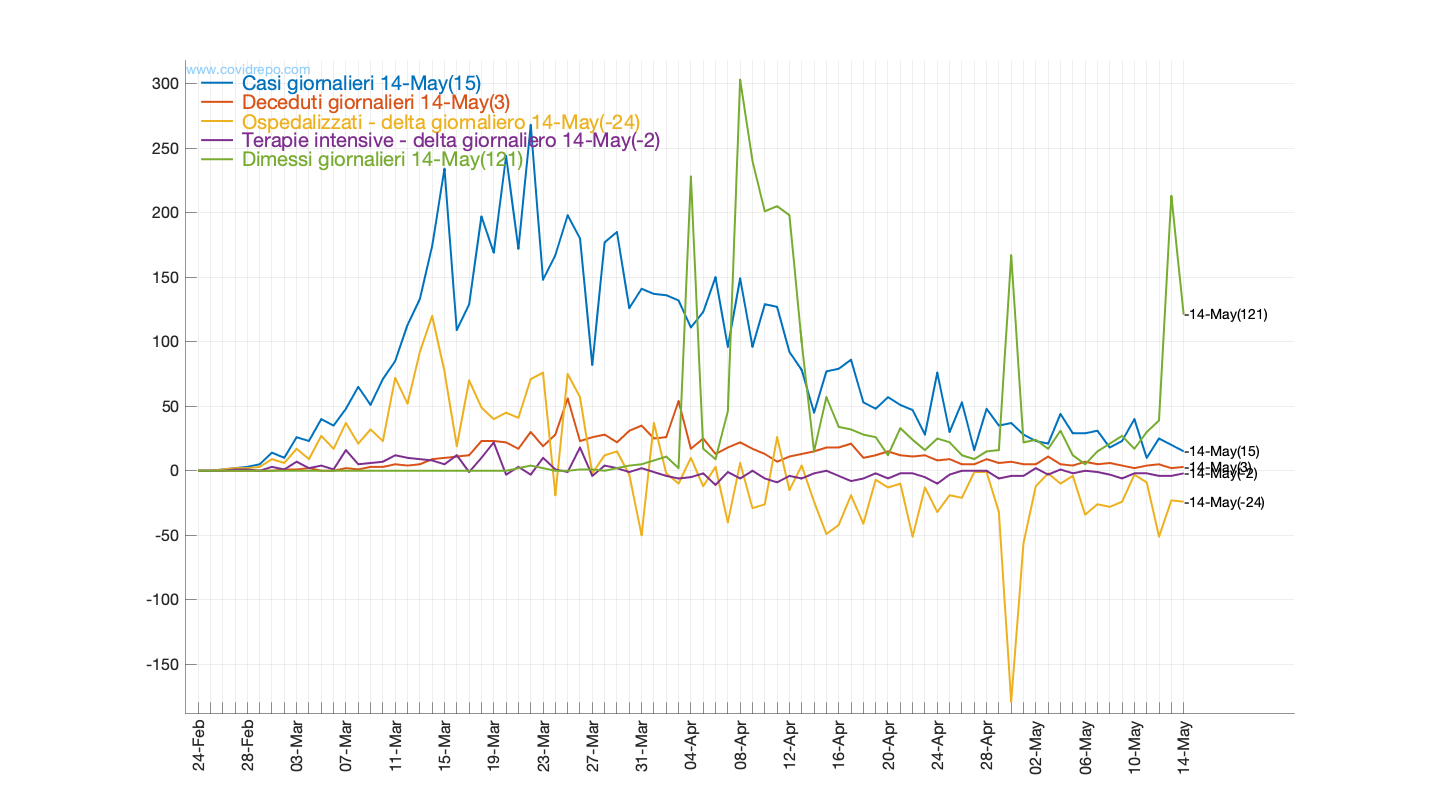 www.covidrepo.com
Casi giornalieri 14-May(15)
Deceduti giornalieri 14-May(3)
Ospedalizzati - delta giornaliero 14-May(-24)
Terapie intensive - delta giornaliero 14-May(-2)
Dimessi giornalieri 14-May(121)
300
250
200
150
100
50
0
-50
-100
-150
14-May(121)
14-May(15)
14-May(3)
14-May(-2)
14-May(-24)
24-Feb
28-Feb
03-Mar
07-Mar
11-Mar
15-Mar
19-Mar
23-Mar
27-Mar
31-Mar
04-Apr
08-Apr
12-Apr
16-Apr
20-Apr
24-Apr
28-Apr
02-May
06-May
10-May
14-May